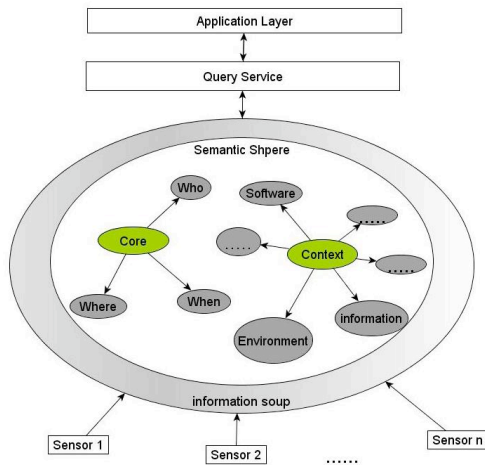 Application Layer
Query Service
Semantic Shpere
Who
Software
.....
Core
.....
Context
.....
Where
When
information
Environment
information soup
Sensor 1
Sensor 2
......
Sensor n